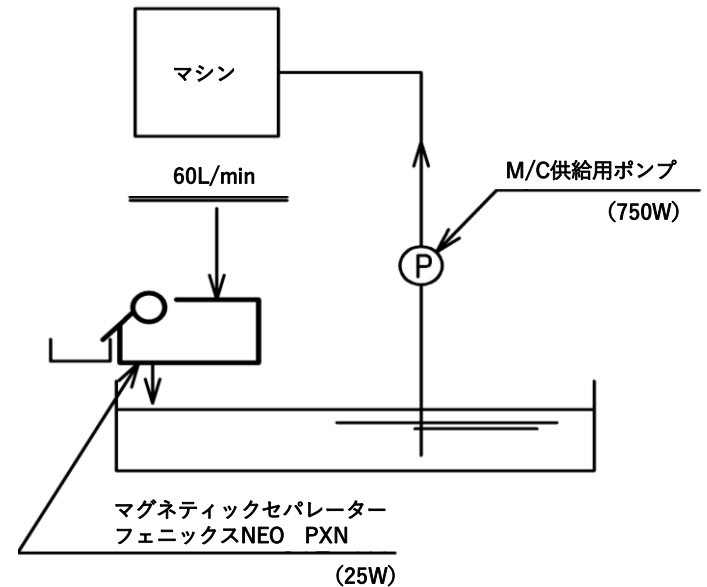 マシン
60L/min
M/C供給用ポンプ
(750W)
P
マグネティックセパレーター
フェニックスNEO PXN
(25W)